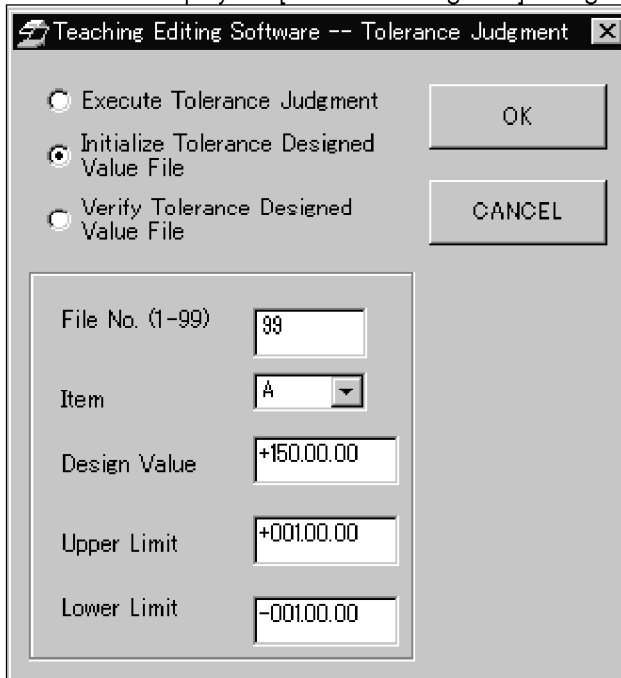 Teaching Editing Software -- Tolerance Judgment
Execute Tolerance Judgment
OK
Initialize Tolerance Designed
Value File
Verify Tolerance Designed
Value File
CANCEL
File No. (1-99) 99
Item A
Design Value +150.00.00
Upper Limit +001.00.00
Lower Limit -001.00.00